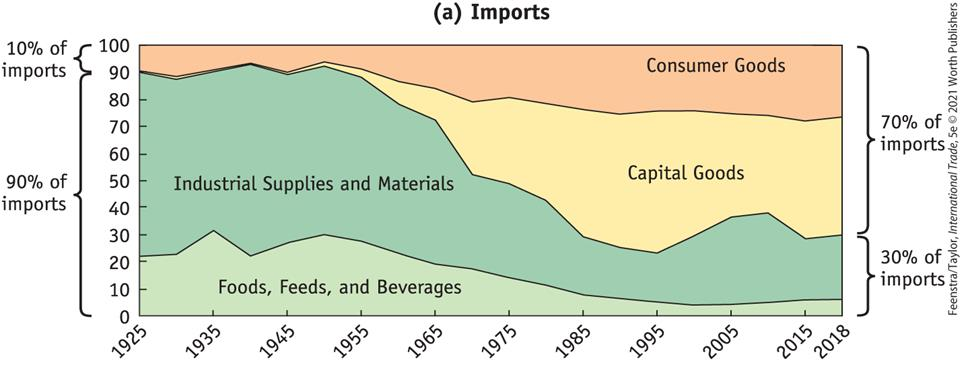 (a) Imports
10% of
imports
90% of
imports
100
90
80
70
60
50
40
30
20
10
0
Consumer Goods
Capital Goods
Industrial Supplies and Materials
Foods, Feeds, and Beverages
70% of
imports
30% of
imports
1925
1935
1945
1955
1965
1975
1985
1995
2005
2015
2018
Feenstra/Taylor, International Trade, 5e © 2021 Worth Publishers